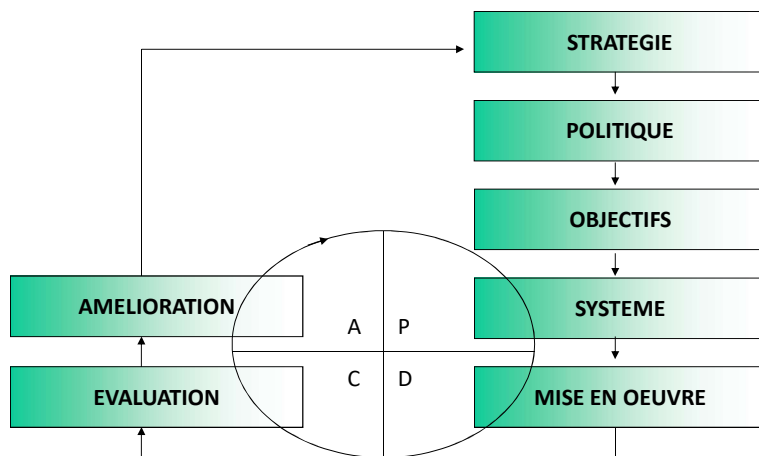 STRATEGIE
POLITIQUE
OBJECTIFS
AMELIORATION
SYSTEME
A P
C D
EVALUATION
MISE EN OEUVRE